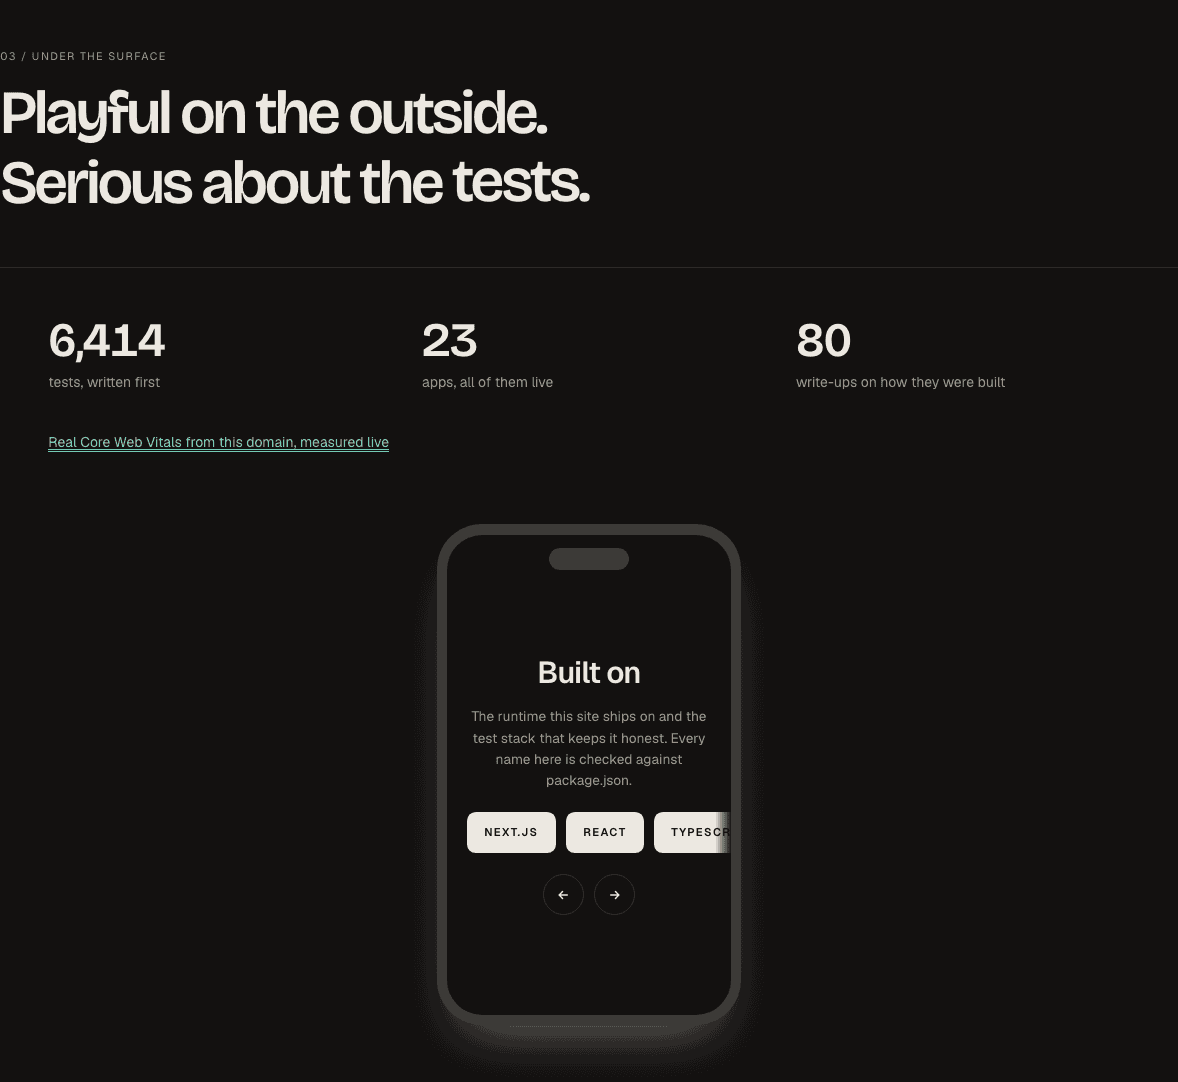 03 / UNDER THE SURFACE
Playful on the outside.
Serious about the tests.
6,414
tests, written first
23
apps, all of them live
80
write-ups on how they were built
Real Core Web Vitals from this domain, measured live
Built on
The runtime this site ships on and the
test stack that keeps it honest. Every
name here is checked against
package.json.
NEXT.JS
REACT
TYPESCR
← →